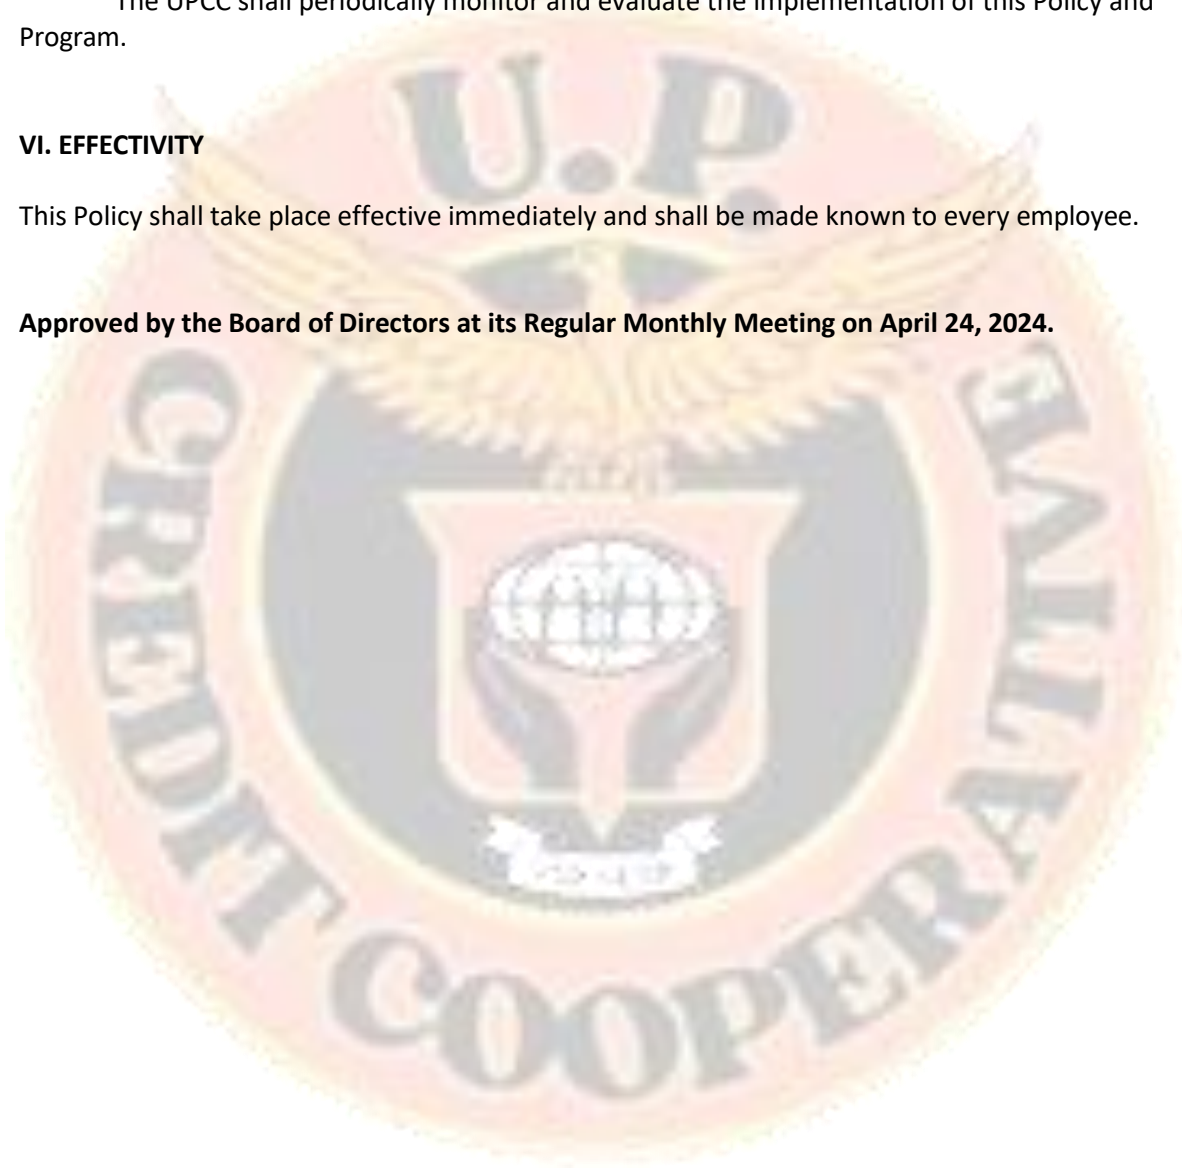 The UPCC shall periodically monitor and evaluate the implementation of this Policy and
Program.
VI. EFFECTIVITY
This Policy shall take place effective immediately and shall be made known to every employee.
Approved by the Board of Directors at its Regular Monthly Meeting on April 24, 2024.
U.P.
CREDIT COOPERATIVE